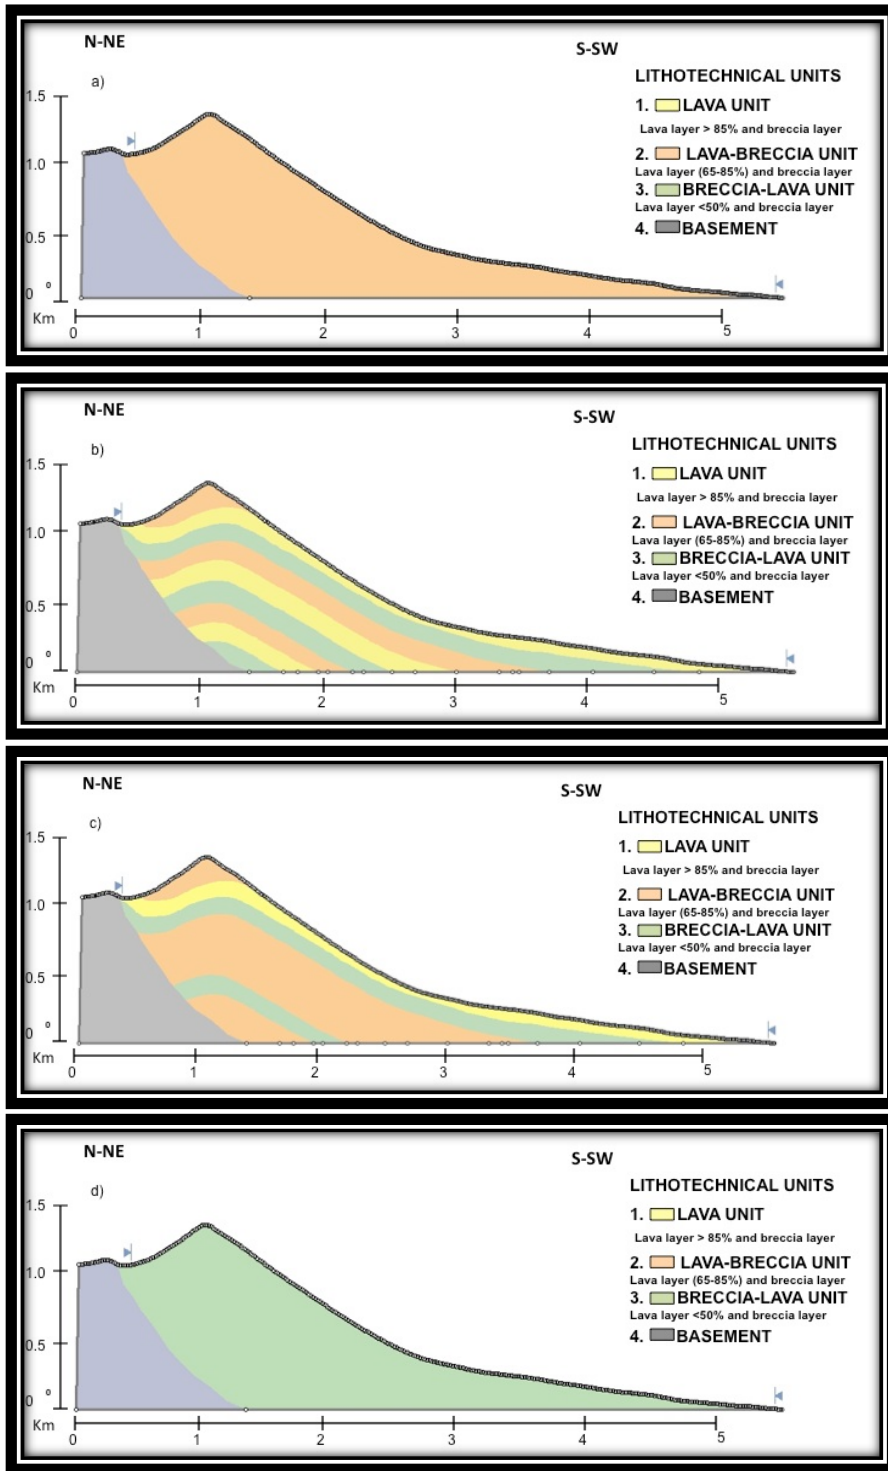 N-NE
S-SW
a)
LITHOTECHNICAL UNITS
1. LAVA UNIT
Lava layer > 85% and breccia layer
2. LAVA-BRECCIA UNIT
Lava layer (65-85%) and breccia layer
3. BRECCIA-LAVA UNIT
Lava layer <50% and breccia layer
4. BASEMENT
1.5
1.0
0.5
0 º
Km
0 1 2 3 4 5
N-NE
S-SW
b)
LITHOTECHNICAL UNITS
1. LAVA UNIT
Lava layer > 85% and breccia layer
2. LAVA-BRECCIA UNIT
Lava layer (65-85%) and breccia layer
3. BRECCIA-LAVA UNIT
Lava layer <50% and breccia layer
4. BASEMENT
1.5
1.0
0.5
0 º
Km
0 1 2 3 4 5
N-NE
S-SW
c)
LITHOTECHNICAL UNITS
1. LAVA UNIT
Lava layer > 85% and breccia layer
2. LAVA-BRECCIA UNIT
Lava layer (65-85%) and breccia layer
3. BRECCIA-LAVA UNIT
Lava layer <50% and breccia layer
4. BASEMENT
1.5
1.0
0.5
0 º
Km
0 1 2 3 4 5
N-NE
S-SW
d)
LITHOTECHNICAL UNITS
1. LAVA UNIT
Lava layer > 85% and breccia layer
2. LAVA-BRECCIA UNIT
Lava layer (65-85%) and breccia layer
3. BRECCIA-LAVA UNIT
Lava layer <50% and breccia layer
4. BASEMENT
1.5
1.0
0.5
0 º
Km
0 1 2 3 4 5